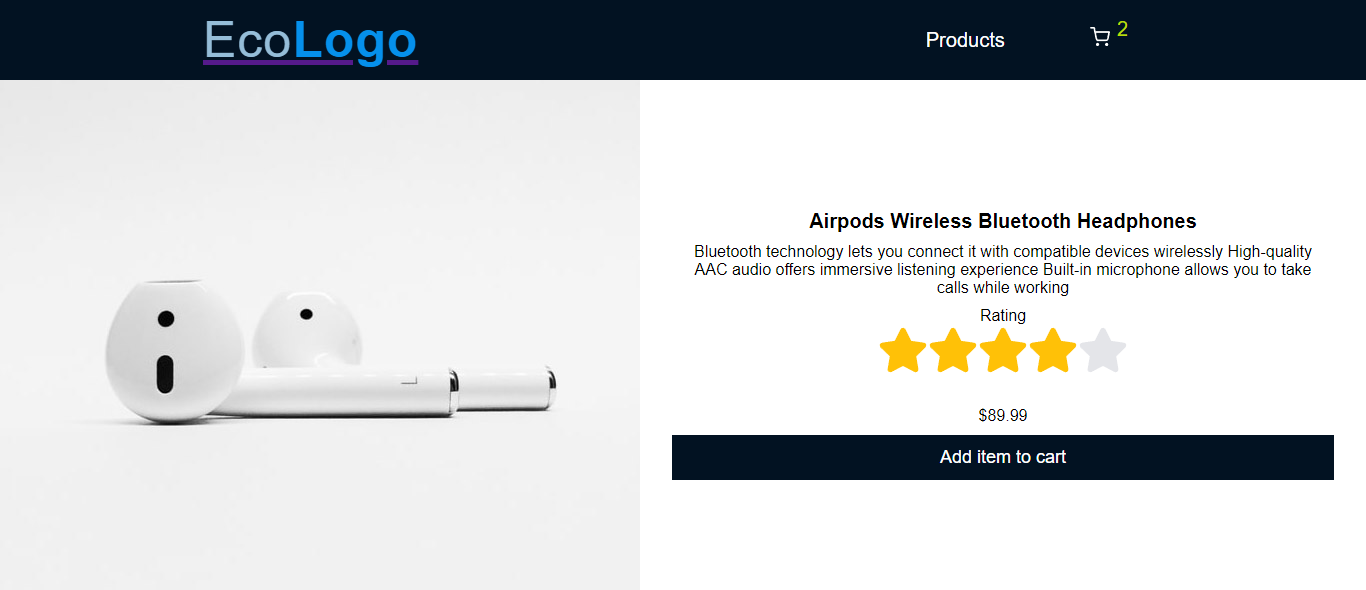 EcoLogo
Products
2
Airpods Wireless Bluetooth Headphones
Bluetooth technology lets you connect it with compatible devices wirelessly High-quality
AAC audio offers immersive listening experience Built-in microphone allows you to take
calls while working
Rating
$89.99
Add item to cart